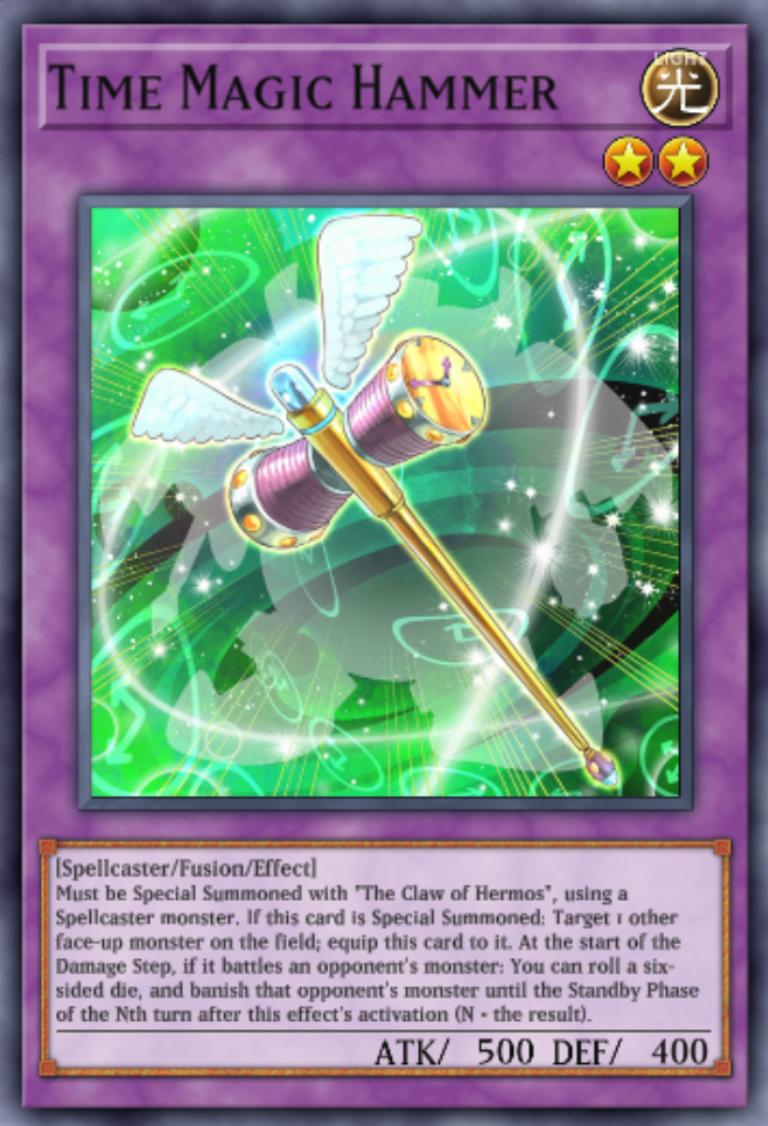 TIME MAGIC HAMMER
LIGHT
光
[Spellcaster/Fusion/Effect]
Must be Special Summoned with "The Claw of Hermos", using a
Spellcaster monster. If this card is Special Summoned: Target 1 other
face-up monster on the field; equip this card to it. At the start of the
Damage Step, if it battles an opponent's monster: You can roll a six-
sided die, and banish that opponent's monster until the Standby Phase
of the Nth turn after this effect's activation (N - the result).
ATK/ 500 DEF/ 400